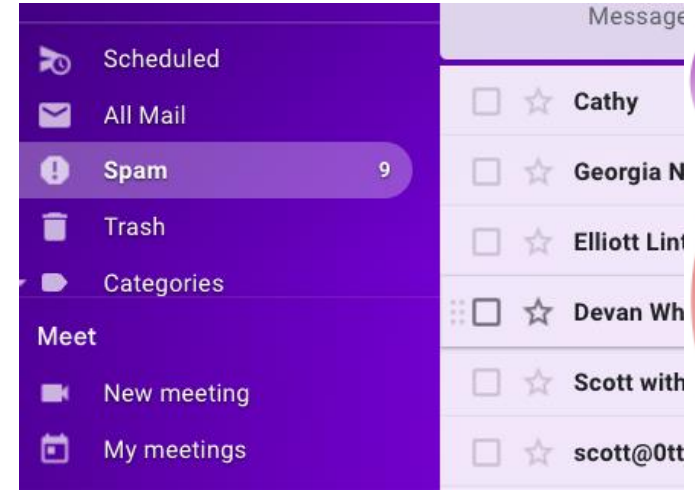 Message
Scheduled
All Mail
Spam 9
Trash
Categories
Meet
New meeting
My meetings
Cathy
Georgia N
Elliott Lint
Devan Wh
Scott with
scott@0tt